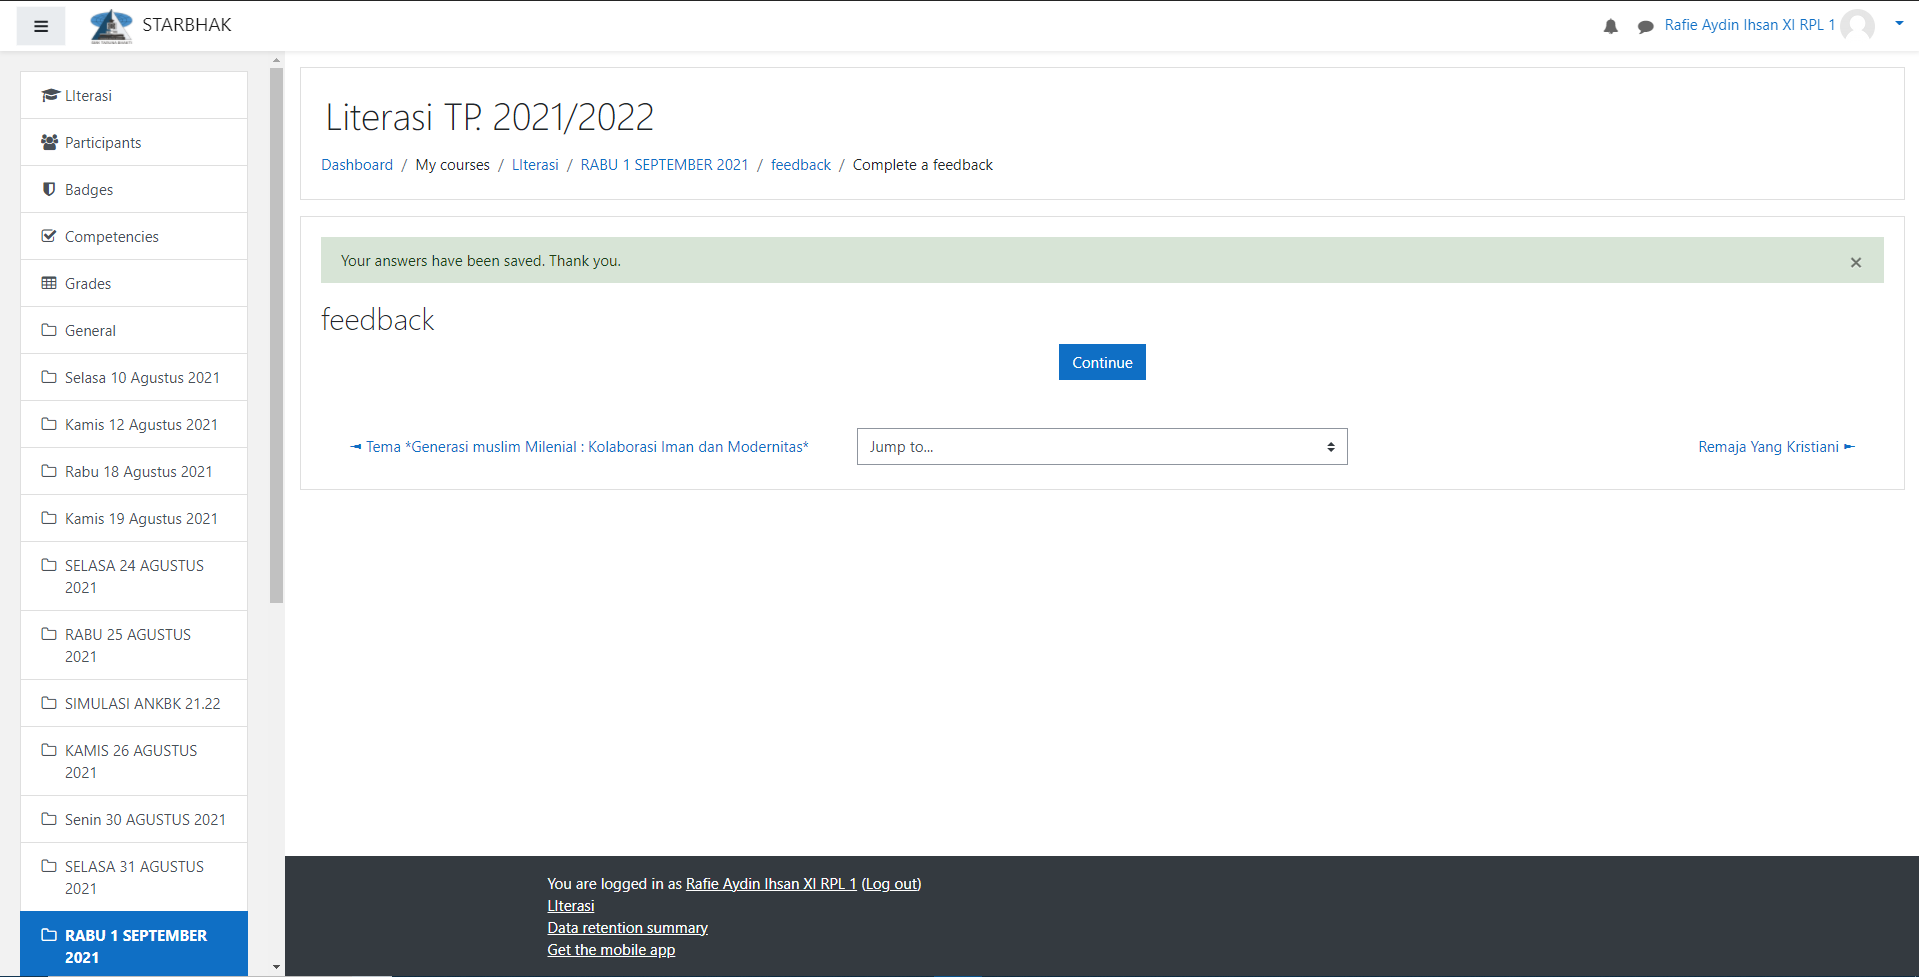 STARBHAK
Rafie Aydin Ihsan XI RPL 1
LIterasi
Participants
Badges
Competencies
Grades
General
Selasa 10 Agustus 2021
Kamis 12 Agustus 2021
Rabu 18 Agustus 2021
Kamis 19 Agustus 2021
SELASA 24 AGUSTUS
2021
RABU 25 AGUSTUS
2021
SIMULASI ANKBK 21.22
KAMIS 26 AGUSTUS
2021
Senin 30 AGUSTUS 2021
SELASA 31 AGUSTUS
2021
RABU 1 SEPTEMBER
2021
Literasi TP. 2021/2022
Dashboard / My courses / LIterasi / RABU 1 SEPTEMBER 2021 / feedback / Complete a feedback
Your answers have been saved. Thank you. ×
feedback
Continue
◄ Tema *Generasi muslim Milenial : Kolaborasi Iman dan Modernitas*
Jump to...
Remaja Yang Kristiani ►
You are logged in as Rafie Aydin Ihsan XI RPL 1 (Log out)
LIterasi
Data retention summary
Get the mobile app